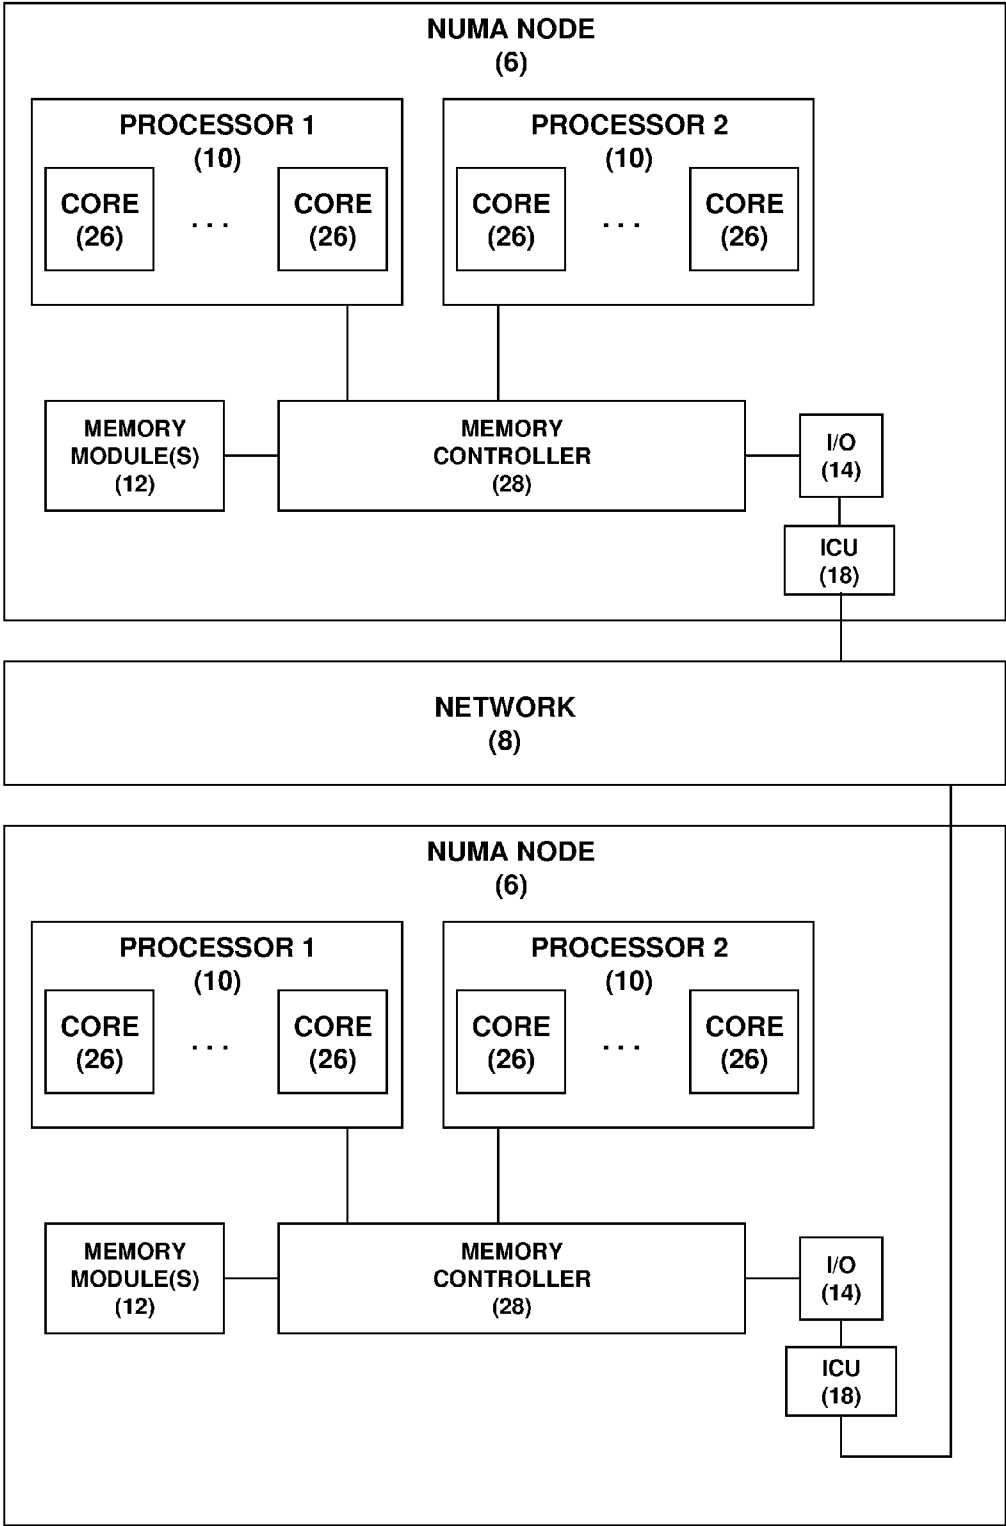 NUMA NODE
(6)
PROCESSOR 1
(10)
CORE
(26)
. . .
CORE
(26)
PROCESSOR 2
(10)
CORE
(26)
. . .
CORE
(26)
MEMORY
MODULE(S)
(12)
MEMORY
CONTROLLER
(28)
I/O
(14)
ICU
(18)
NETWORK
(8)
NUMA NODE
(6)
PROCESSOR 1
(10)
CORE
(26)
. . .
CORE
(26)
PROCESSOR 2
(10)
CORE
(26)
. . .
CORE
(26)
MEMORY
MODULE(S)
(12)
MEMORY
CONTROLLER
(28)
I/O
(14)
ICU
(18)